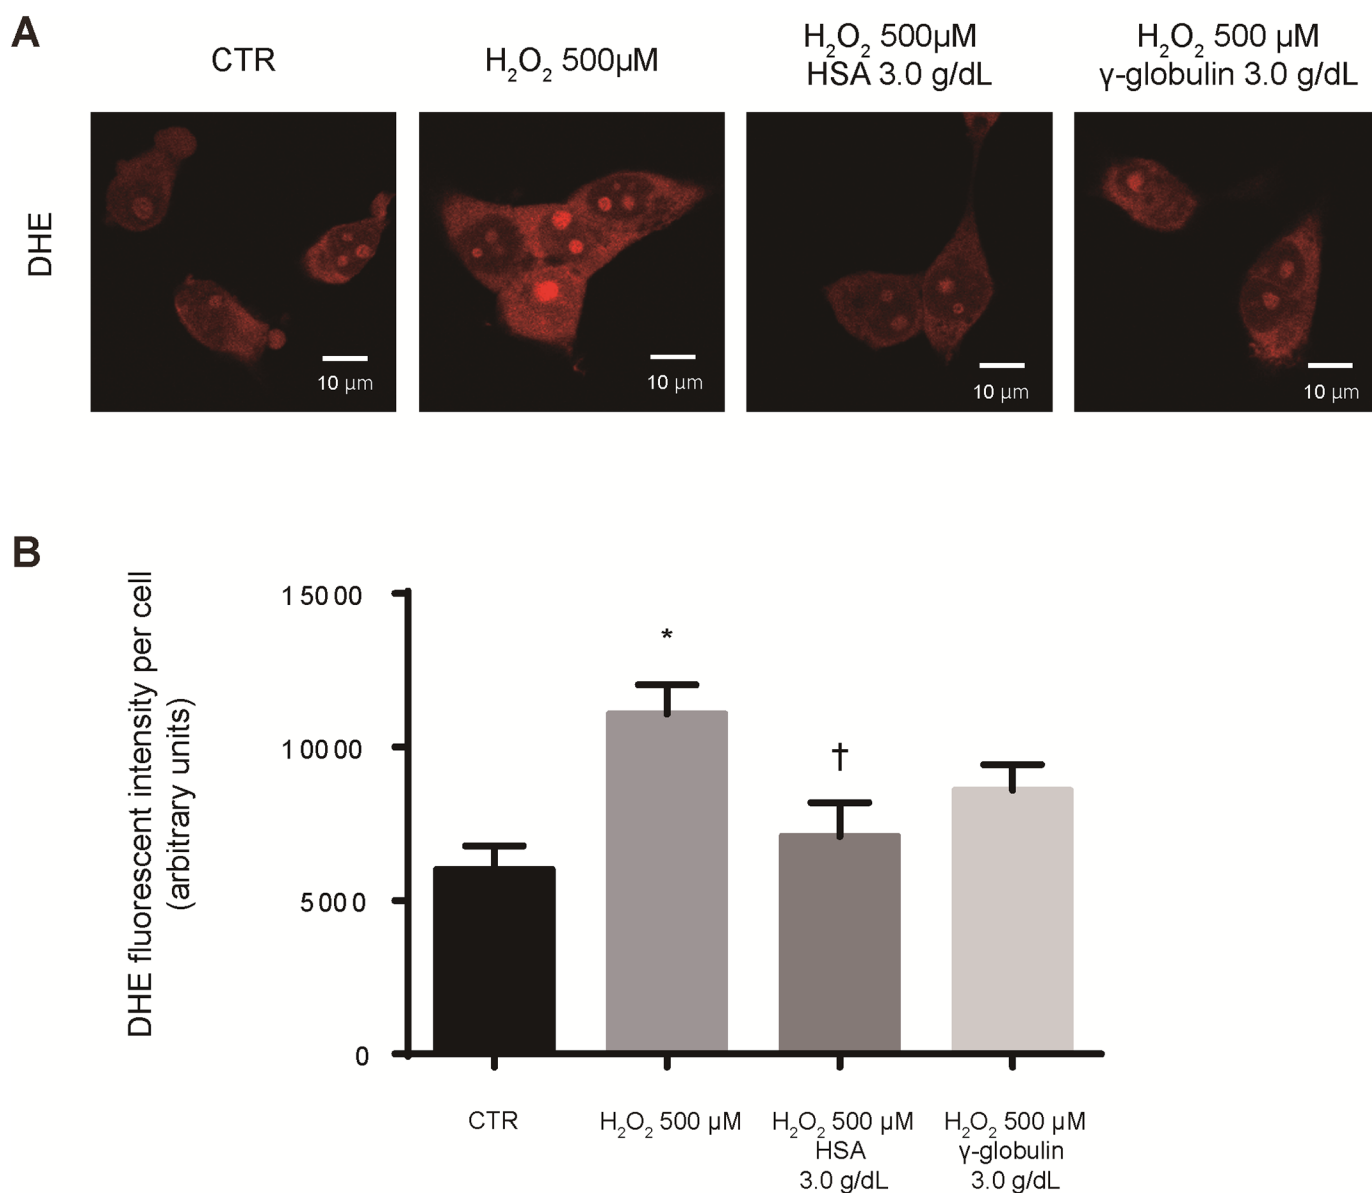 A
CTR
H₂O₂ 500µM
H₂O₂ 500µM
HSA 3.0 g/dL
H₂O₂ 500 µM
γ-globulin 3.0 g/dL
DHE
10 µm
10 µm
10 µm
10 µm
B
DHE fluorescent intensity per cell
(arbitrary units)
15000
10000
5000
0
*
†
CTR
H₂O₂ 500 µM
H₂O₂ 500 µM
HSA
3.0 g/dL
H₂O₂ 500 µM
γ-globulin
3.0 g/dL